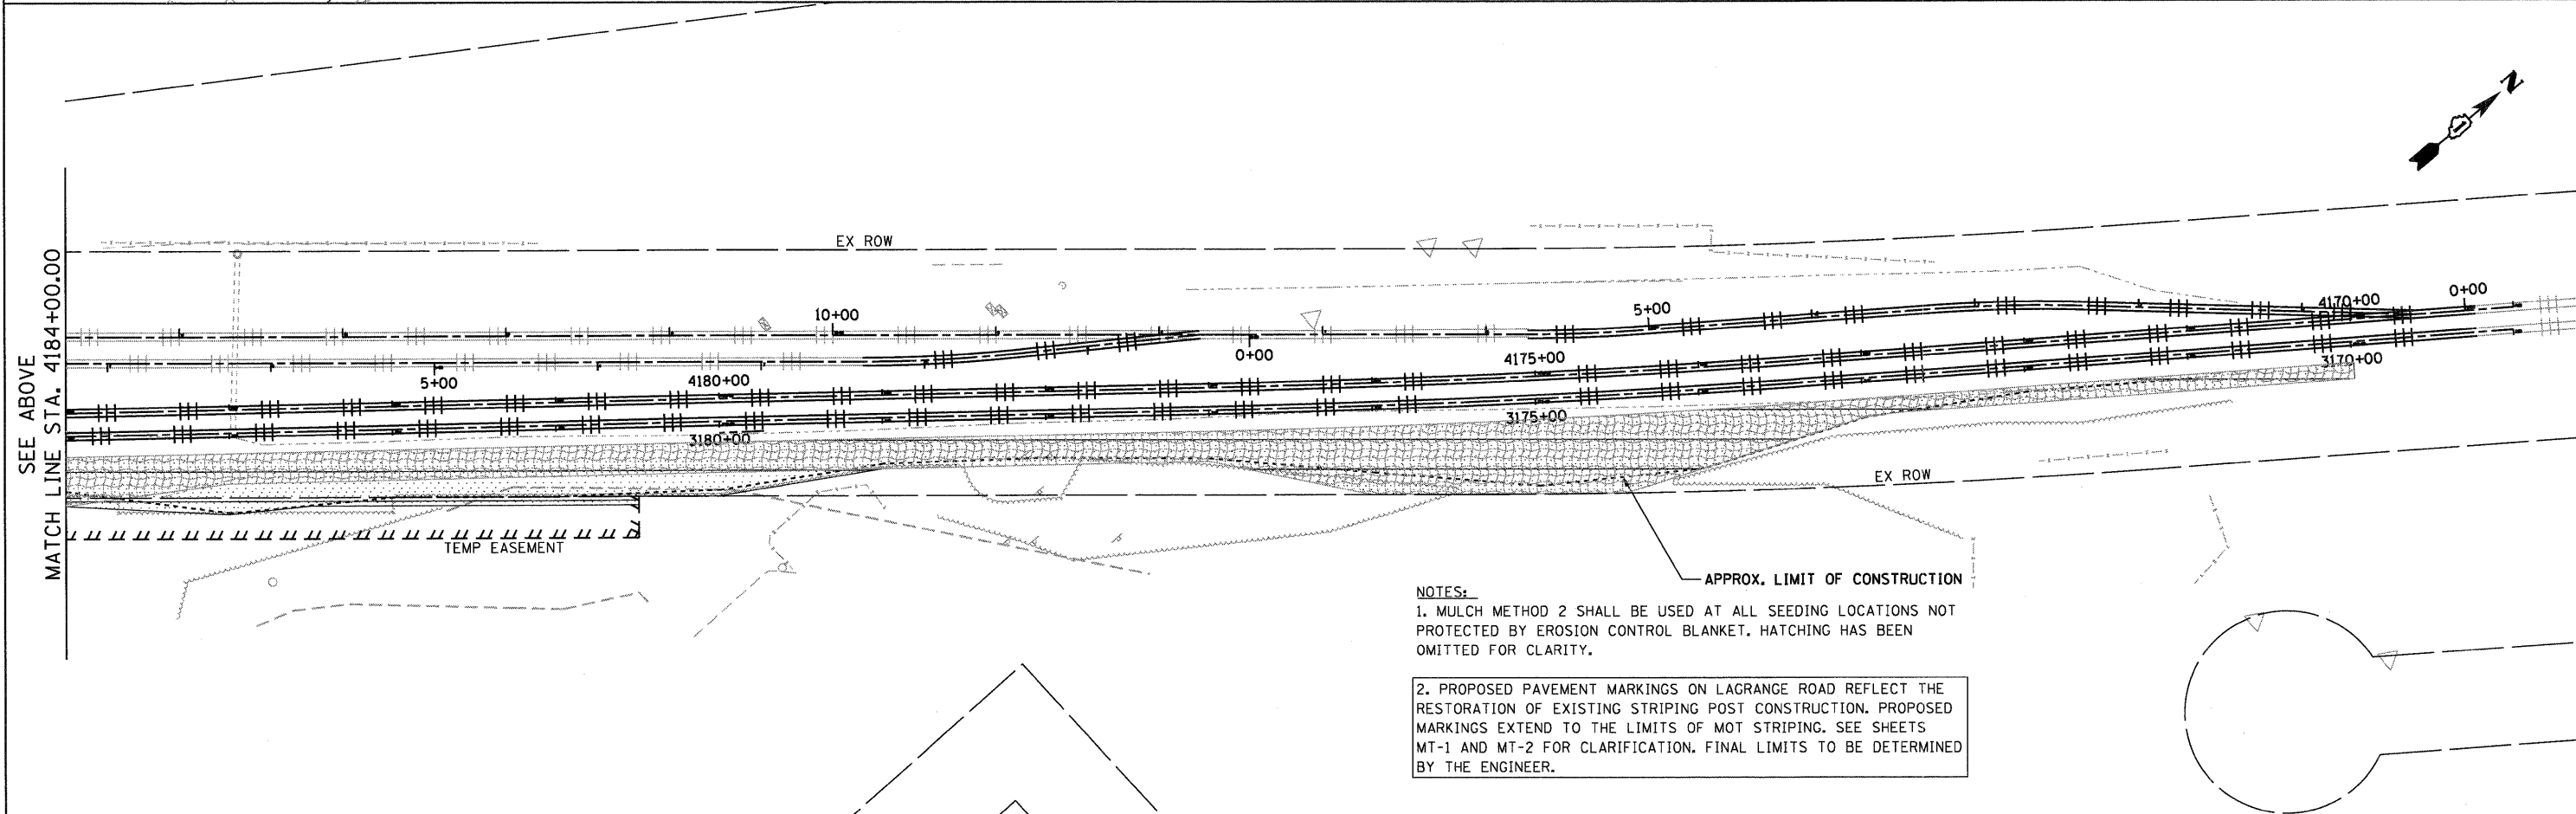 N
SEE ABOVE
MATCH LINE STA. 4184+00.00
EX ROW
10+00
5+00
4170+00
0+00
0+00
4175+00
3170+00
5+00
4180+00
3175+00
3180+00
EX ROW
TEMP EASEMENT
APPROX. LIMIT OF CONSTRUCTION
NOTES:
1. MULCH METHOD 2 SHALL BE USED AT ALL SEEDING LOCATIONS NOT
PROTECTED BY EROSION CONTROL BLANKET. HATCHING HAS BEEN
OMITTED FOR CLARITY.
2. PROPOSED PAVEMENT MARKINGS ON LAGRANGE ROAD REFLECT THE
RESTORATION OF EXISTING STRIPING POST CONSTRUCTION. PROPOSED
MARKINGS EXTEND TO THE LIMITS OF MOT STRIPING. SEE SHEETS
MT-1 AND MT-2 FOR CLARIFICATION. FINAL LIMITS TO BE DETERMINED
BY THE ENGINEER.